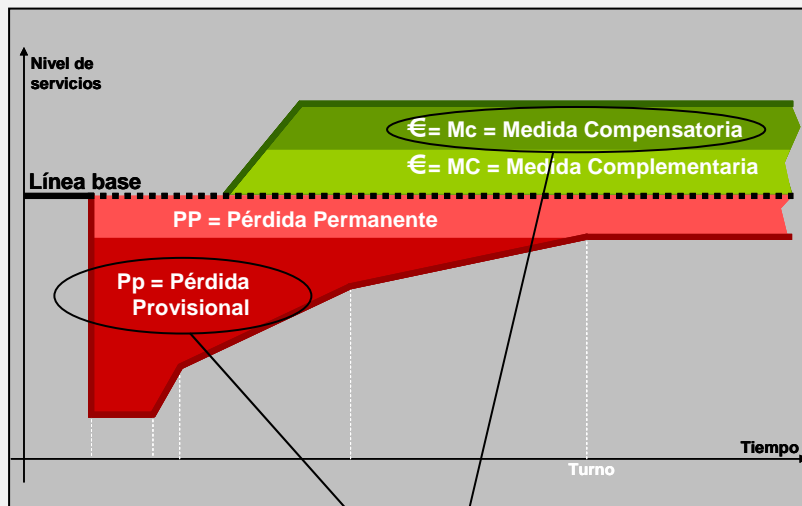 Nivel de
servicios
€= Mc = Medida Compensatoria
€= MC = Medida Complementaria
Línea base
PP = Pérdida Permanente
Pp = Pérdida
Provisional
Tiempo
Turno